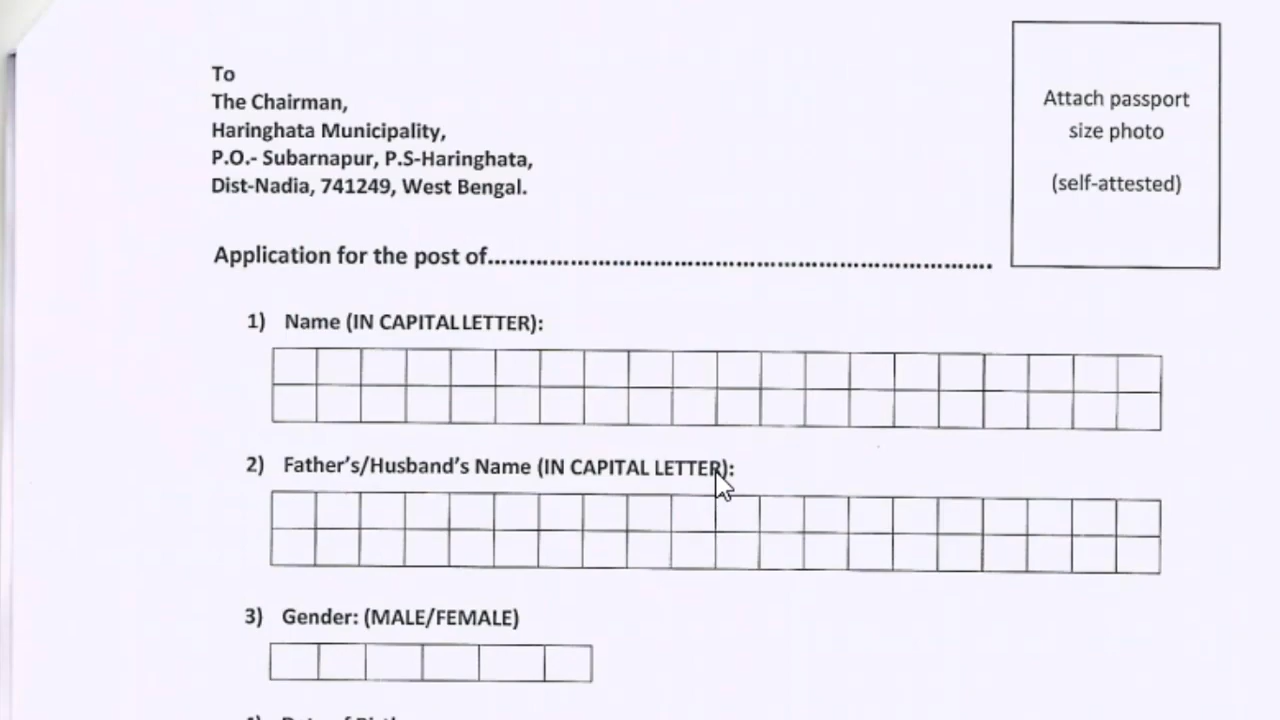 To
The Chairman,
Haringhata Municipality,
P.O.- Subarnapur, P.S-Haringhata,
Dist-Nadia, 741249, West Bengal.
Attach passport
size photo
(self-attested)
Application for the post of..........................................................................
1) Name (IN CAPITAL LETTER):
2) Father's/Husband's Name (IN CAPITAL LETTER):
3) Gender: (MALE/FEMALE)